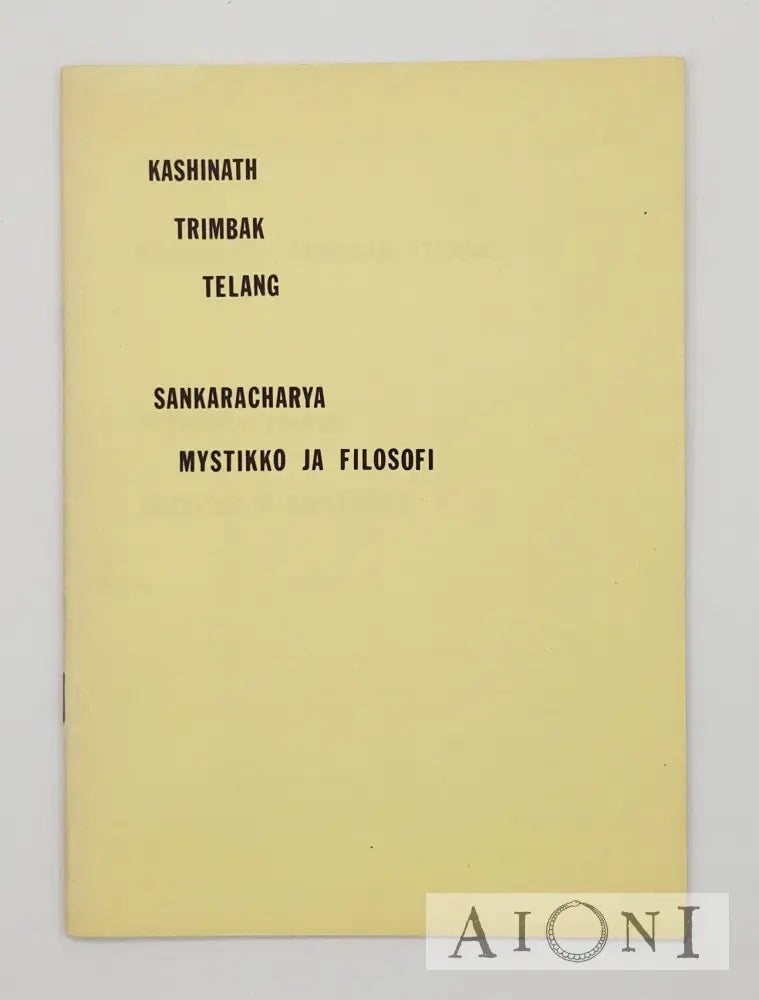 KASHINATH
TRIMBAK
TELANG
SANKARACHARYA
MYSTIKKO JA FILOSOFI
AIONI